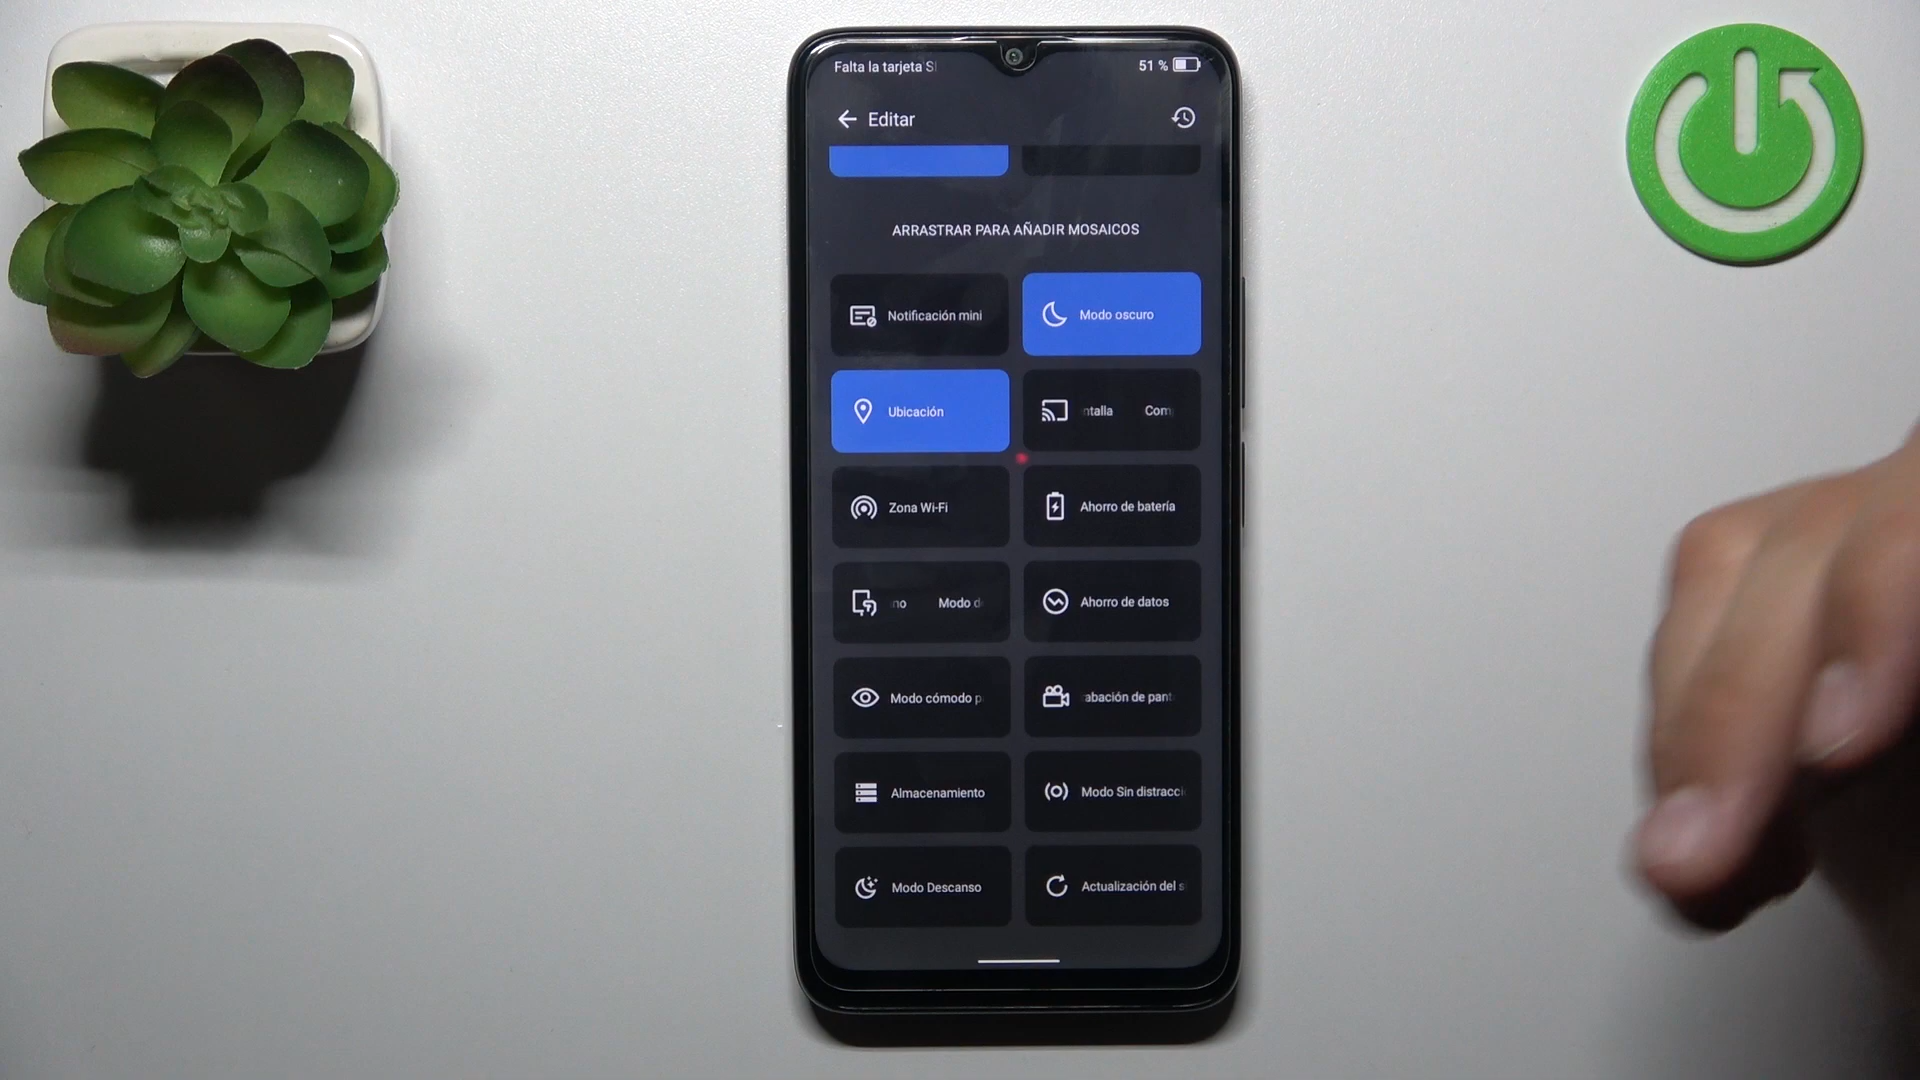 Falta la tarjeta SI
51 %
Editar
ARRASTRAR PARA AÑADIR MOSAICOS
Notificación mini
Modo oscuro
Ubicación
ntalla Com
Zona Wi-Fi
Ahorro de batería
no Modo d
Ahorro de datos
Modo cómodo p
abación de pant
Almacenamiento
Modo Sin distracci
Modo Descanso
Actualización del s